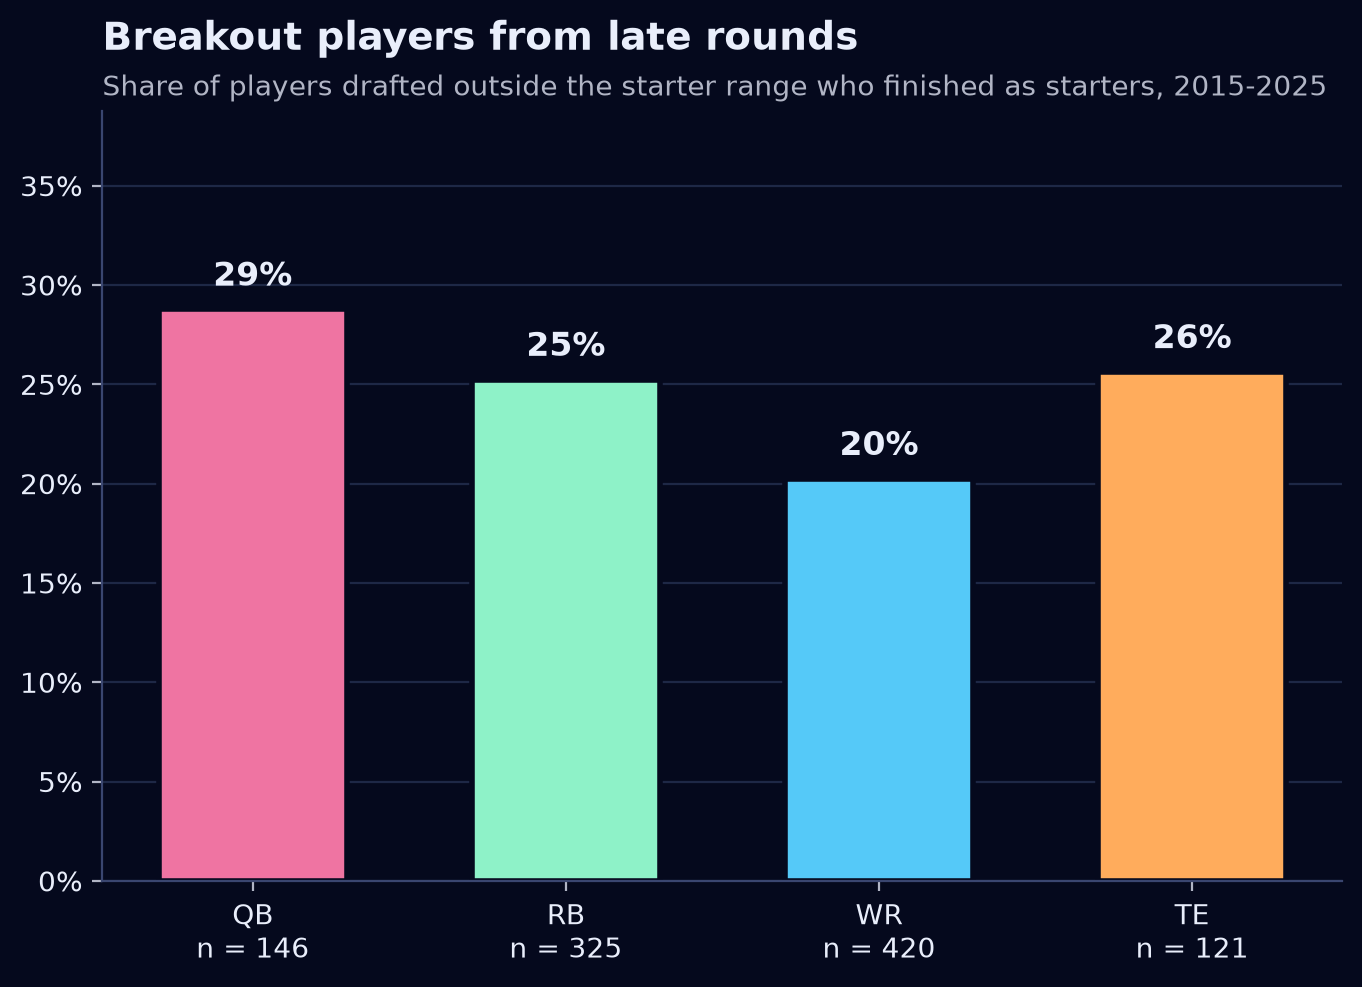 Breakout players from late rounds
Share of players drafted outside the starter range who finished as starters, 2015-2025
35%
30%
25%
20%
15%
10%
5%
0%
29%
25%
20%
26%
QB
n = 146
RB
n = 325
WR
n = 420
TE
n = 121